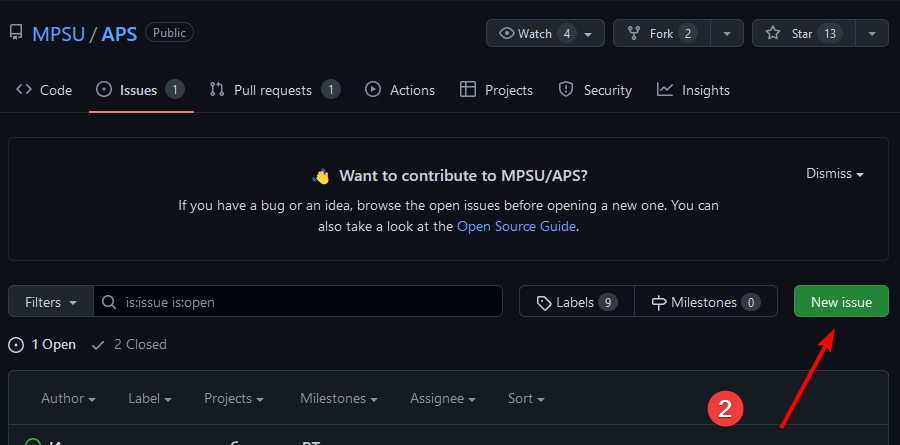 MPSU / APS Public Watch 4 Fork 2 Star 13
Code Issues 1 Pull requests 1 Actions Projects Security Insights
👋 Want to contribute to MPSU/APS? Dismiss
If you have a bug or an idea, browse the open issues before opening a new one. You can
also take a look at the Open Source Guide.
Filters is:issue is:open Labels 9 Milestones 0 New issue
1 Open 2 Closed
Author Label Projects Milestones Assignee Sort
2